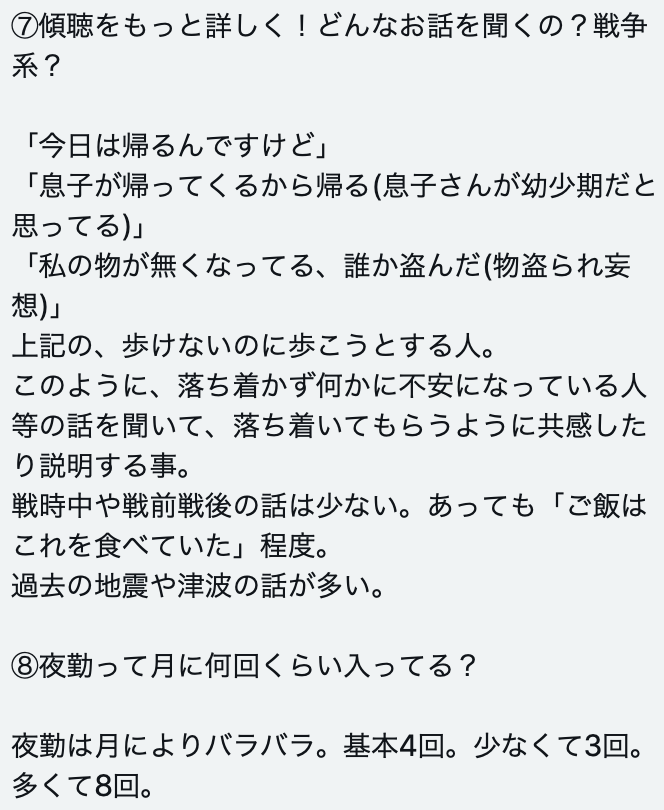 ⑦傾聴をもっと詳しく！どんなお話を聞くの？戦争
系？
「今日は帰るんですけど」
「息子が帰ってくるから帰る(息子さんが幼少期だと
思ってる)」
「私の物が無くなってる、誰か盗んだ(物盗られ妄
想)」
上記の、歩けないのに歩こうとする人。
このように、落ち着かず何かに不安になっている人
等の話を聞いて、落ち着いてもらうように共感した
り説明する事。
戦時中や戦前戦後の話は少ない。あっても「ご飯は
これを食べていた」程度。
過去の地震や津波の話が多い。
⑧夜勤って月に何回くらい入ってる？
夜勤は月によりバラバラ。基本4回。少なくて3回。
多くて8回。